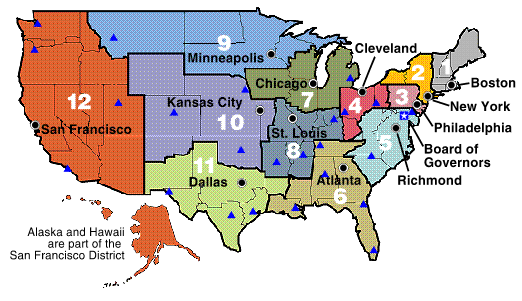 Cleveland
9
2
1
Minneapolis
Chicago
Boston
12
7
4
3
Kansas City
New York
10
San Francisco
St. Louis
Philadelphia
8
5
Board of
Governors
11
Dallas
Atlanta
Richmond
6
Alaska and Hawaii
are part of the
San Francisco District